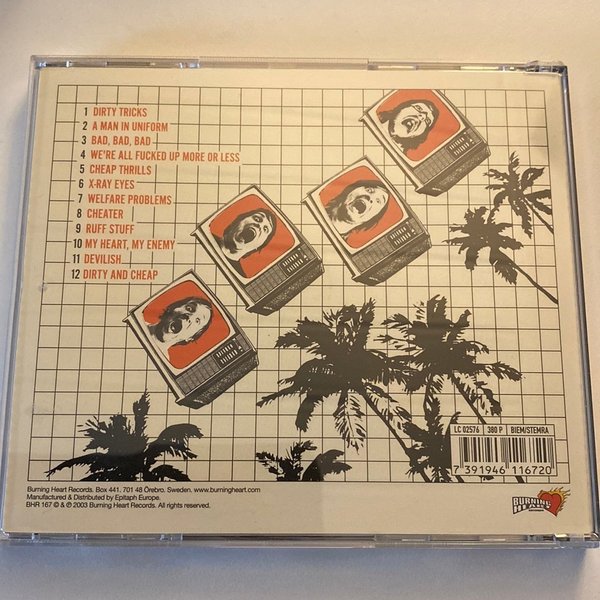 1 DIRTY TRICKS
2 A MAN IN UNIFORM
3 BAD, BAD, BAD
4 WE'RE ALL FUCKED UP MORE OR LESS
5 CHEAP THRILLS
6 X-RAY EYES
7 WELFARE PROBLEMS
8 CHEATER
9 RUFF STUFF
10 MY HEART, MY ENEMY
11 DEVILISH
12 DIRTY AND CHEAP
LC 02576 380 P BIEM/STEMRA
7 391946 116720
Burning Heart Records. Box 441. 701 48 Örebro. Sweden. www.burningheart.com
Manufactured & Distributed by Epitaph Europe.
BHR 167 © & ℗ 2003 Burning Heart Records. All rights reserved.
BURNING
HEART